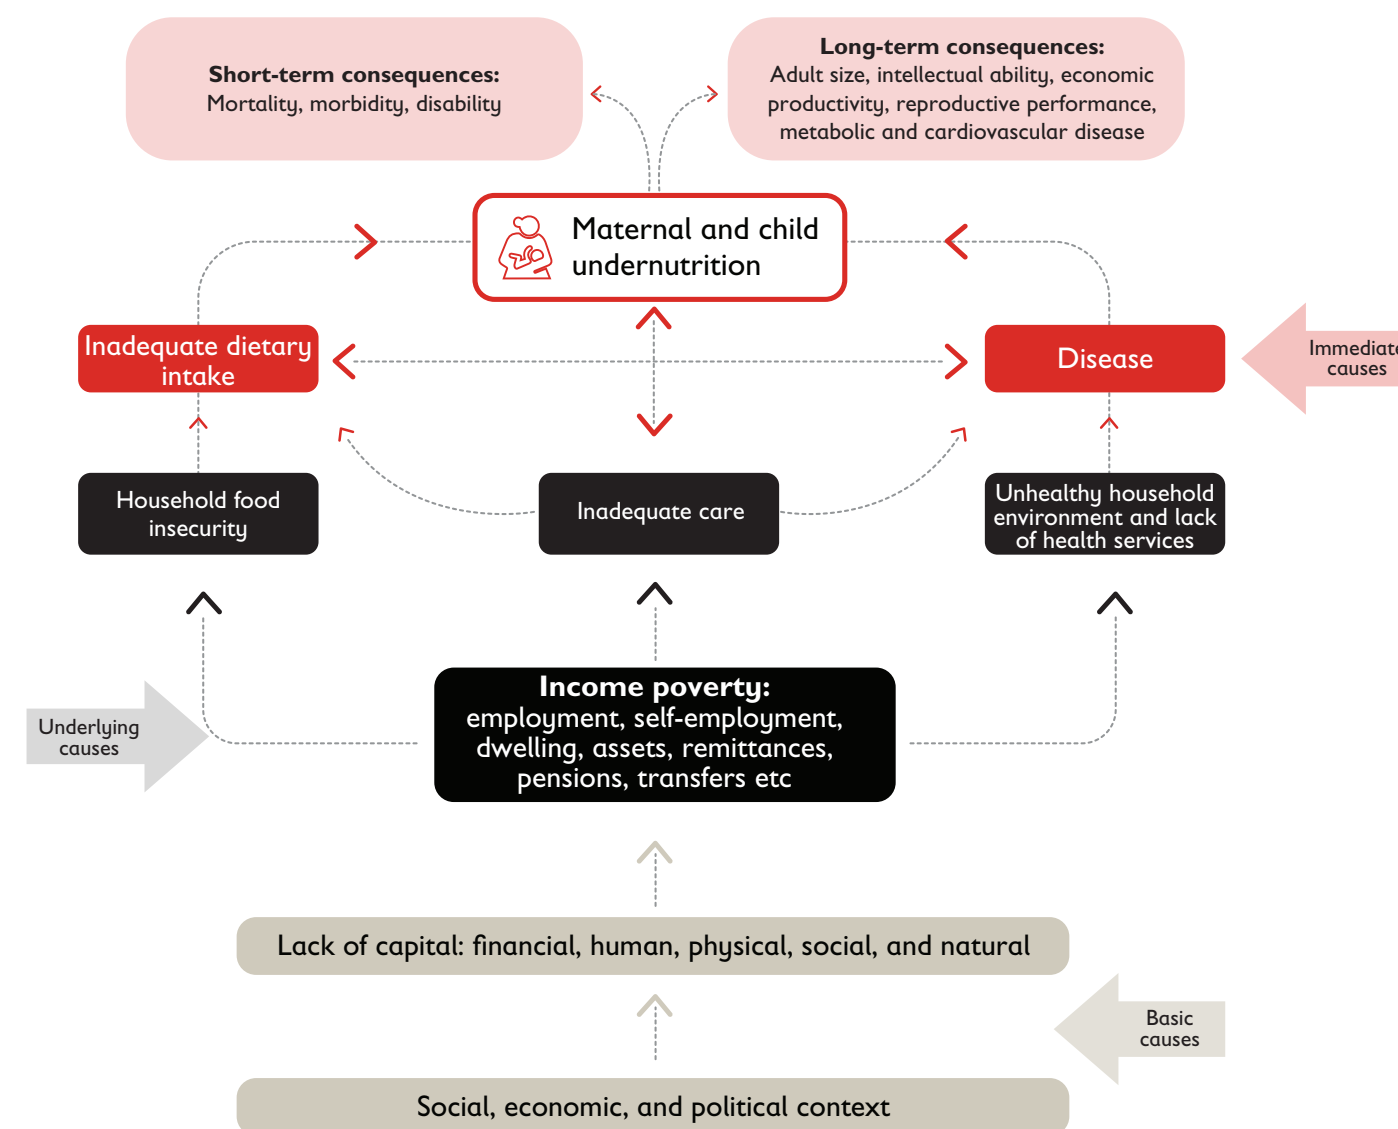 Short-term consequences:
Mortality, morbidity, disability
Long-term consequences:
Adult size, intellectual ability, economic
productivity, reproductive performance,
metabolic and cardiovascular disease
Maternal and child
undernutrition
Inadequate dietary
intake
Disease
Immediate
causes
Household food
insecurity
Inadequate care
Unhealthy household
environment and lack
of health services
Underlying
causes
Income poverty:
employment, self-employment,
dwelling, assets, remittances,
pensions, transfers etc
Lack of capital: financial, human, physical, social, and natural
Basic
causes
Social, economic, and political context